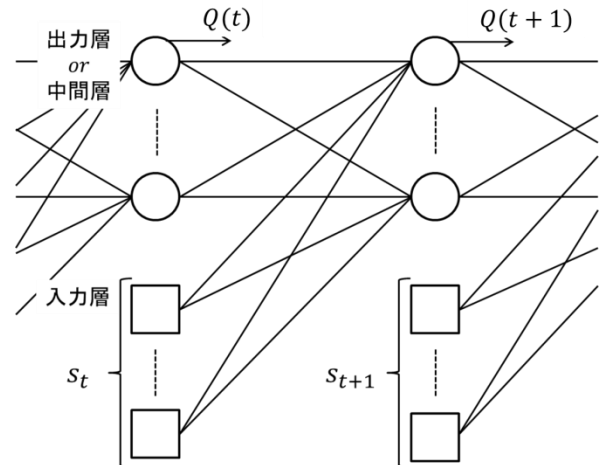 Q(t)
Q(t + 1)
出力層
or
中間層
入力層
s_t
s_{t+1}